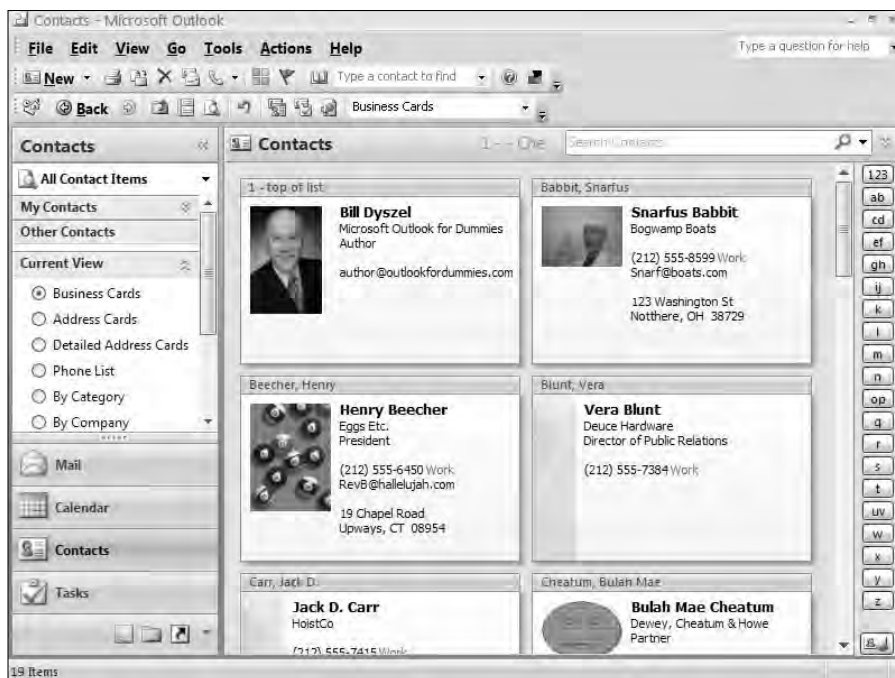 Contacts - Microsoft Outlook
File Edit View Go Tools Actions Help
Type a question for help
New
Type a contact to find
Back
Business Cards
Contacts
All Contact Items
My Contacts
Other Contacts
Current View
Business Cards
Address Cards
Detailed Address Cards
Phone List
By Category
By Company
Mail
Calendar
Contacts
Tasks
Contacts
Search Contacts
1 - top of list
Bill Dyszel
Microsoft Outlook for Dummies
Author
author@outlookfordummies.com
Babbit, Snarfus
Snarfus Babbit
Bogwamp Boats
(212) 555-8599 Work
Snarf@boats.com
123 Washington St
Notthere, OH 38729
Beecher, Henry
Henry Beecher
Eggs Etc.
President
(212) 555-6450 Work
RevB@hallelujah.com
19 Chapel Road
Upways, CT 08954
Blunt, Vera
Vera Blunt
Deuce Hardware
Director of Public Relations
(212) 555-7384 Work
Carr, Jack D.
Jack D. Carr
HoistCo
(212) 555-7415 Work
Cheatum, Bulah Mae
Bulah Mae Cheatum
Dewey, Cheatum & Howe
Partner
123
ab
cd
ef
gh
ij
k
l
m
n
op
q
r
s
t
uv
w
x
y
z
19 Items